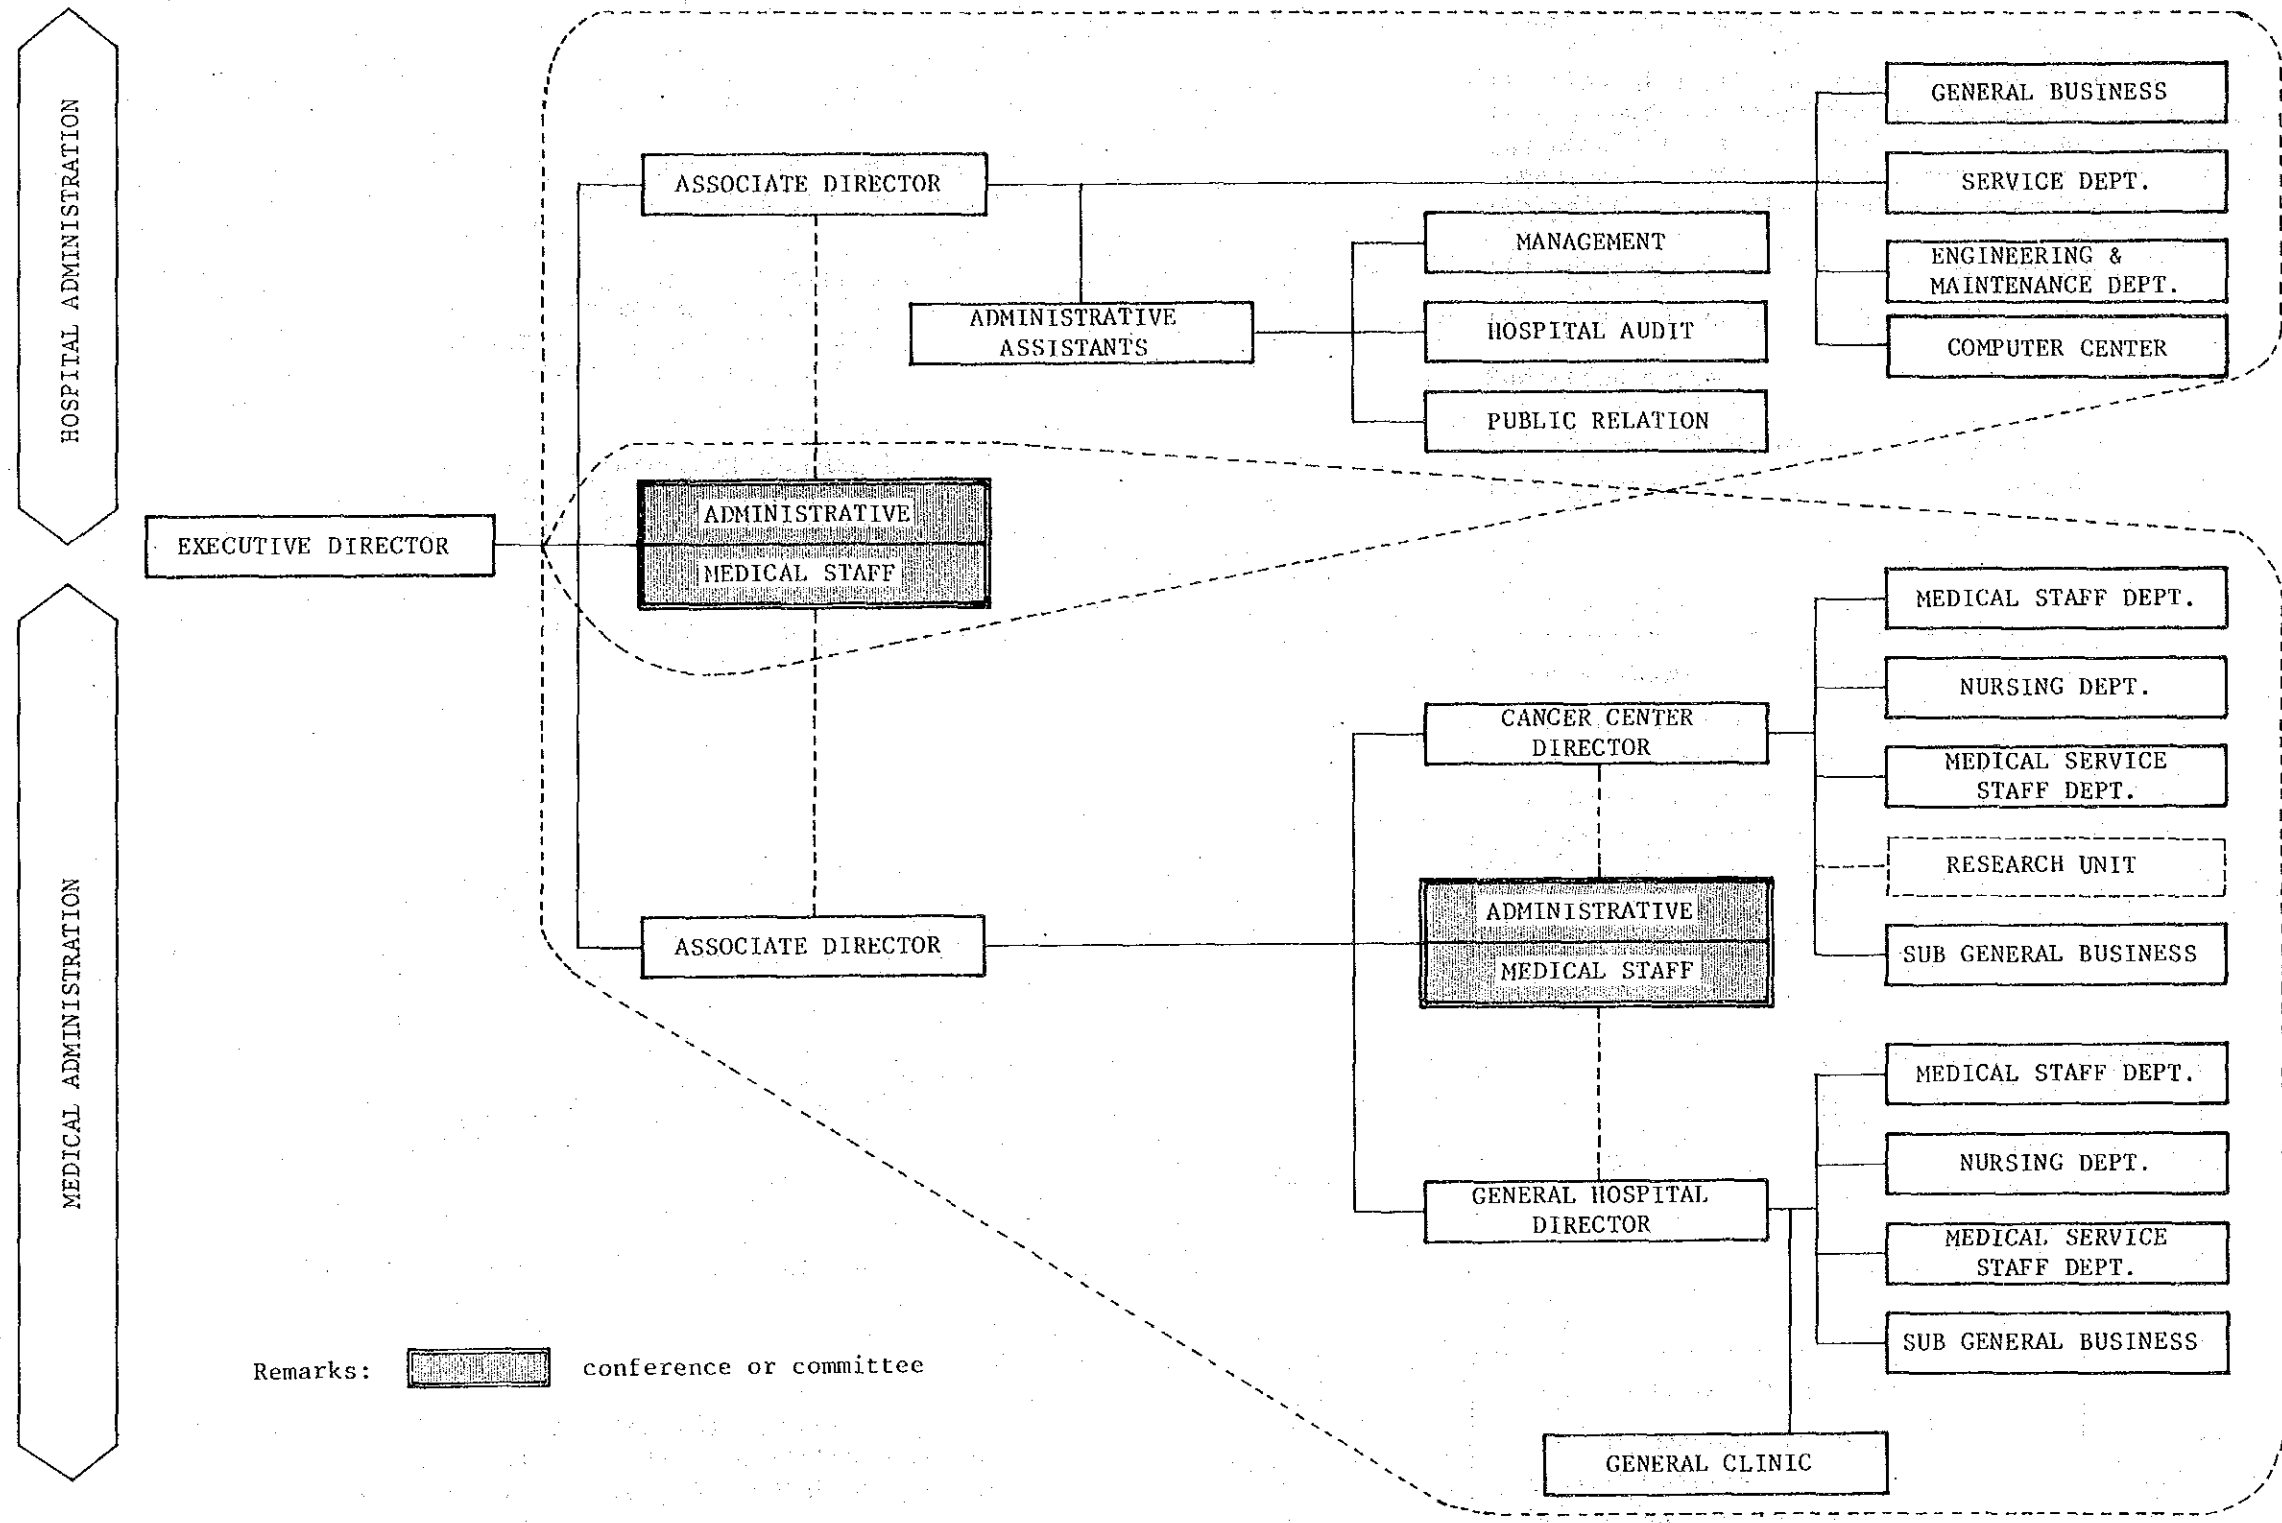 HOSPITAL ADMINISTRATION
MEDICAL ADMINISTRATION
EXECUTIVE DIRECTOR
ASSOCIATE DIRECTOR
ADMINISTRATIVE
ASSISTANTS
MANAGEMENT
HOSPITAL AUDIT
PUBLIC RELATION
GENERAL BUSINESS
SERVICE DEPT.
ENGINEERING &
MAINTENANCE DEPT.
COMPUTER CENTER
ADMINISTRATIVE
MEDICAL STAFF
ASSOCIATE DIRECTOR
CANCER CENTER
DIRECTOR
ADMINISTRATIVE
MEDICAL STAFF
GENERAL HOSPITAL
DIRECTOR
MEDICAL STAFF DEPT.
NURSING DEPT.
MEDICAL SERVICE
STAFF DEPT.
RESEARCH UNIT
SUB GENERAL BUSINESS
MEDICAL STAFF DEPT.
NURSING DEPT.
MEDICAL SERVICE
STAFF DEPT.
SUB GENERAL BUSINESS
GENERAL CLINIC
Remarks: conference or committee